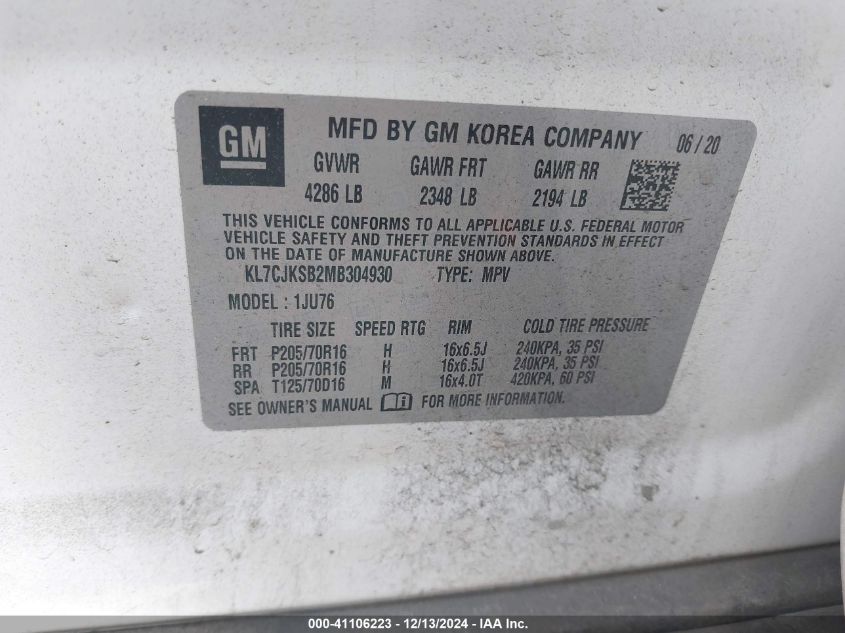 GM
MFD BY GM KOREA COMPANY 06/20
GVWR GAWR FRT GAWR RR
4286 LB 2348 LB 2194 LB
THIS VEHICLE CONFORMS TO ALL APPLICABLE U.S. FEDERAL MOTOR
VEHICLE SAFETY AND THEFT PREVENTION STANDARDS IN EFFECT
ON THE DATE OF MANUFACTURE SHOWN ABOVE.
KL7CJKSB2MB304930 TYPE: MPV
MODEL : 1JU76
TIRE SIZE SPEED RTG RIM COLD TIRE PRESSURE
FRT P205/70R16 H 16x6.5J 240KPA, 35 PSI
RR P205/70R16 H 16x6.5J 240KPA, 35 PSI
SPA T125/70D16 M 16x4.0T 420KPA, 60 PSI
SEE OWNER'S MANUAL FOR MORE INFORMATION.
000-41106223 - 12/13/2024 - IAA Inc.